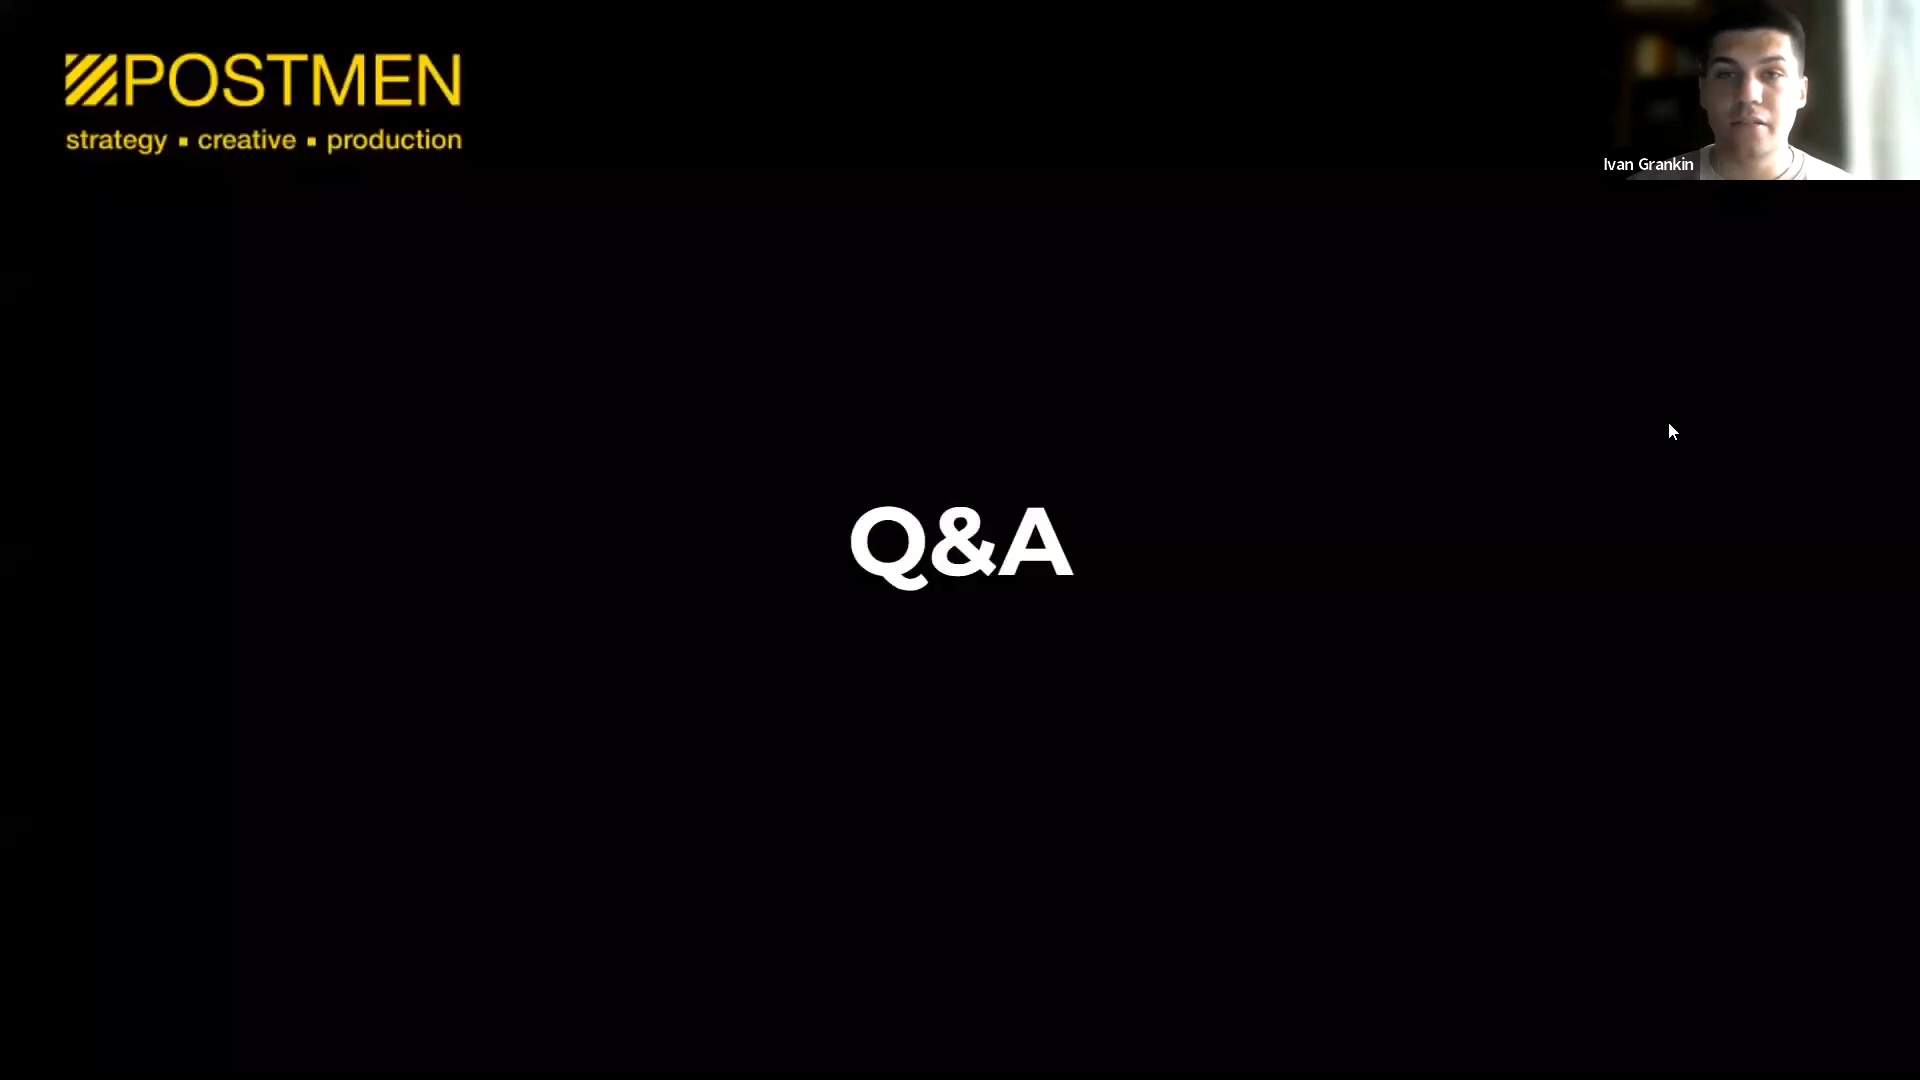 POSTMEN
strategy ▪ creative ▪ production
Ivan Grankin
Q&A